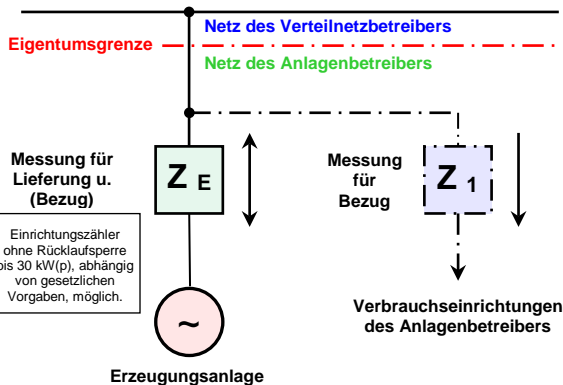 Netz des Verteilnetzbetreibers
Eigentumsgrenze
Netz des Anlagenbetreibers
Messung für
Lieferung u.
(Bezug)
Z E
Messung
für
Bezug
Z 1
Einrichtungszähler
ohne Rücklaufsperre
bis 30 kW(p), abhängig
von gesetzlichen
Vorgaben, möglich.
~
Verbrauchseinrichtungen
des Anlagenbetreibers
Erzeugungsanlage